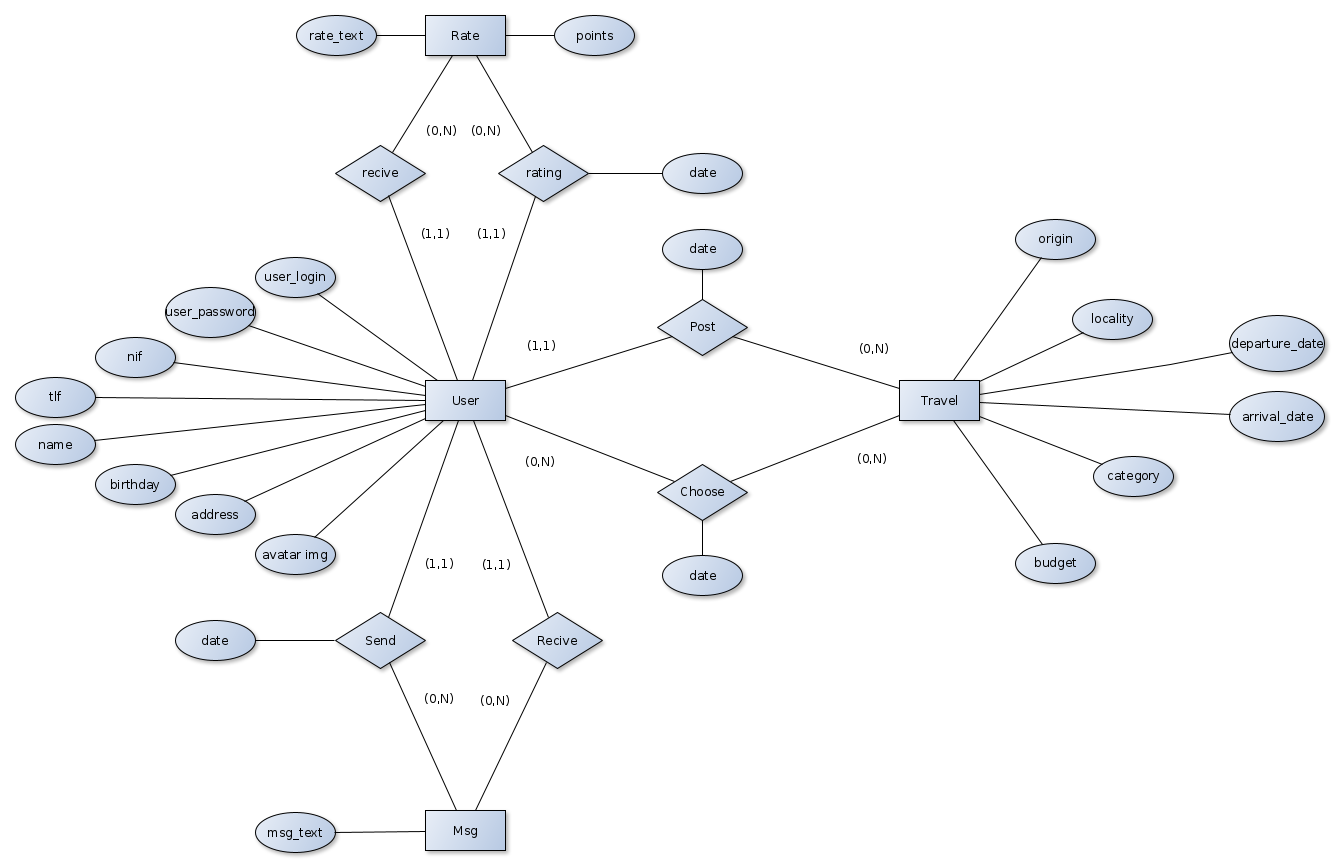 rate_text
Rate
points
(0,N)
(0,N)
recive
rating
date
(1,1)
(1,1)
origin
date
user_login
user_password
Post
locality
(1,1)
(0,N)
departure_date
nif
tlf
User
Travel
arrival_date
name
(0,N)
(0,N)
category
birthday
Choose
address
avatar img
(1,1)
(1,1)
budget
date
date
Send
Recive
(0,N)
(0,N)
msg_text
Msg